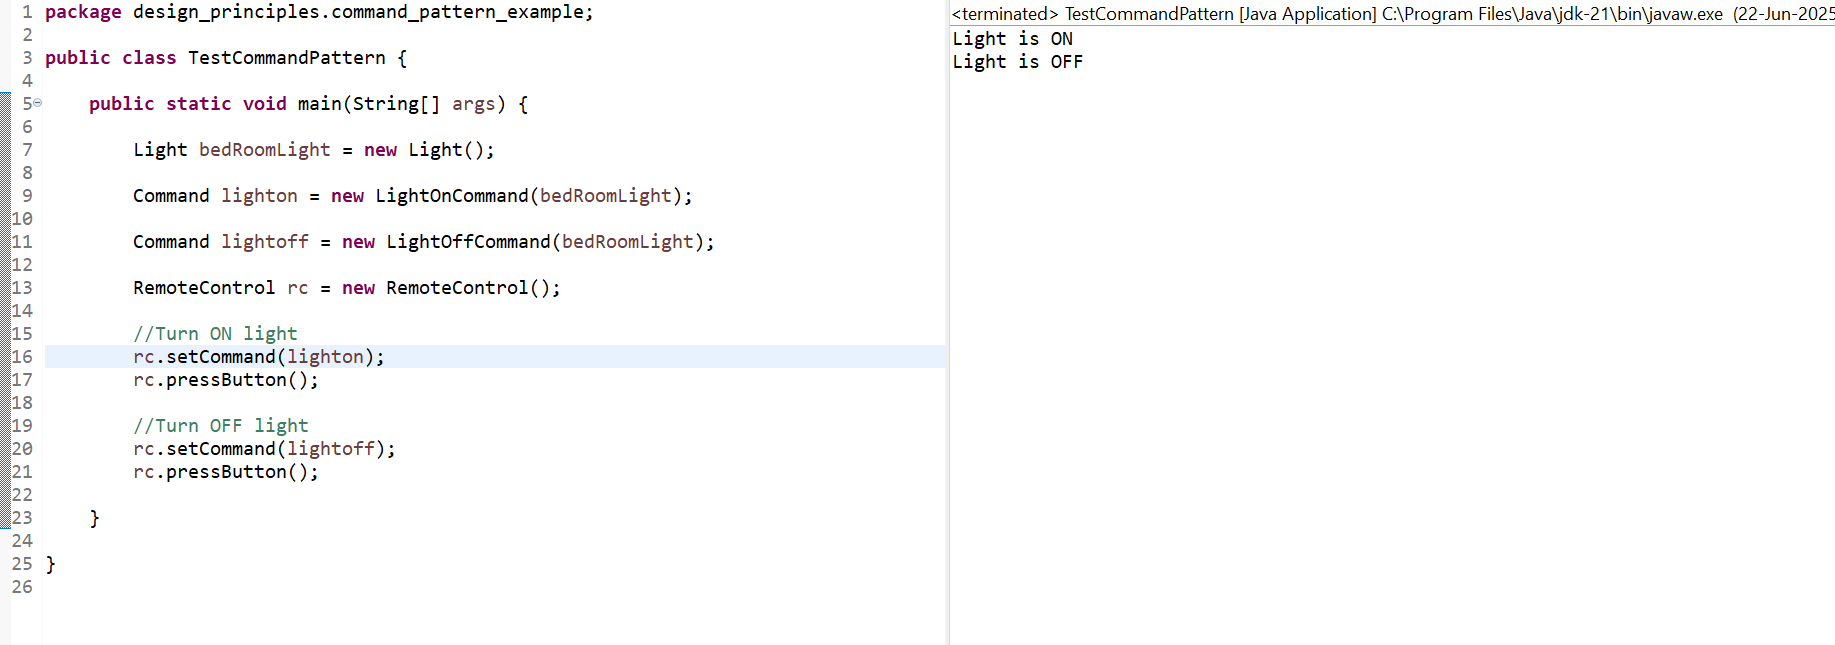 1 package design_principles.command_pattern_example;
2
3 public class TestCommandPattern {
4
5 public static void main(String[] args) {
6
7 Light bedRoomLight = new Light();
8
9 Command lighton = new LightOnCommand(bedRoomLight);
10
11 Command lightoff = new LightOffCommand(bedRoomLight);
12
13 RemoteControl rc = new RemoteControl();
14
15 //Turn ON light
16 rc.setCommand(lighton);
17 rc.pressButton();
18
19 //Turn OFF light
20 rc.setCommand(lightoff);
21 rc.pressButton();
22
23 }
24
25 }
26
<terminated> TestCommandPattern [Java Application] C:\Program Files\Java\jdk-21\bin\javaw.exe (22-Jun-2025
Light is ON
Light is OFF